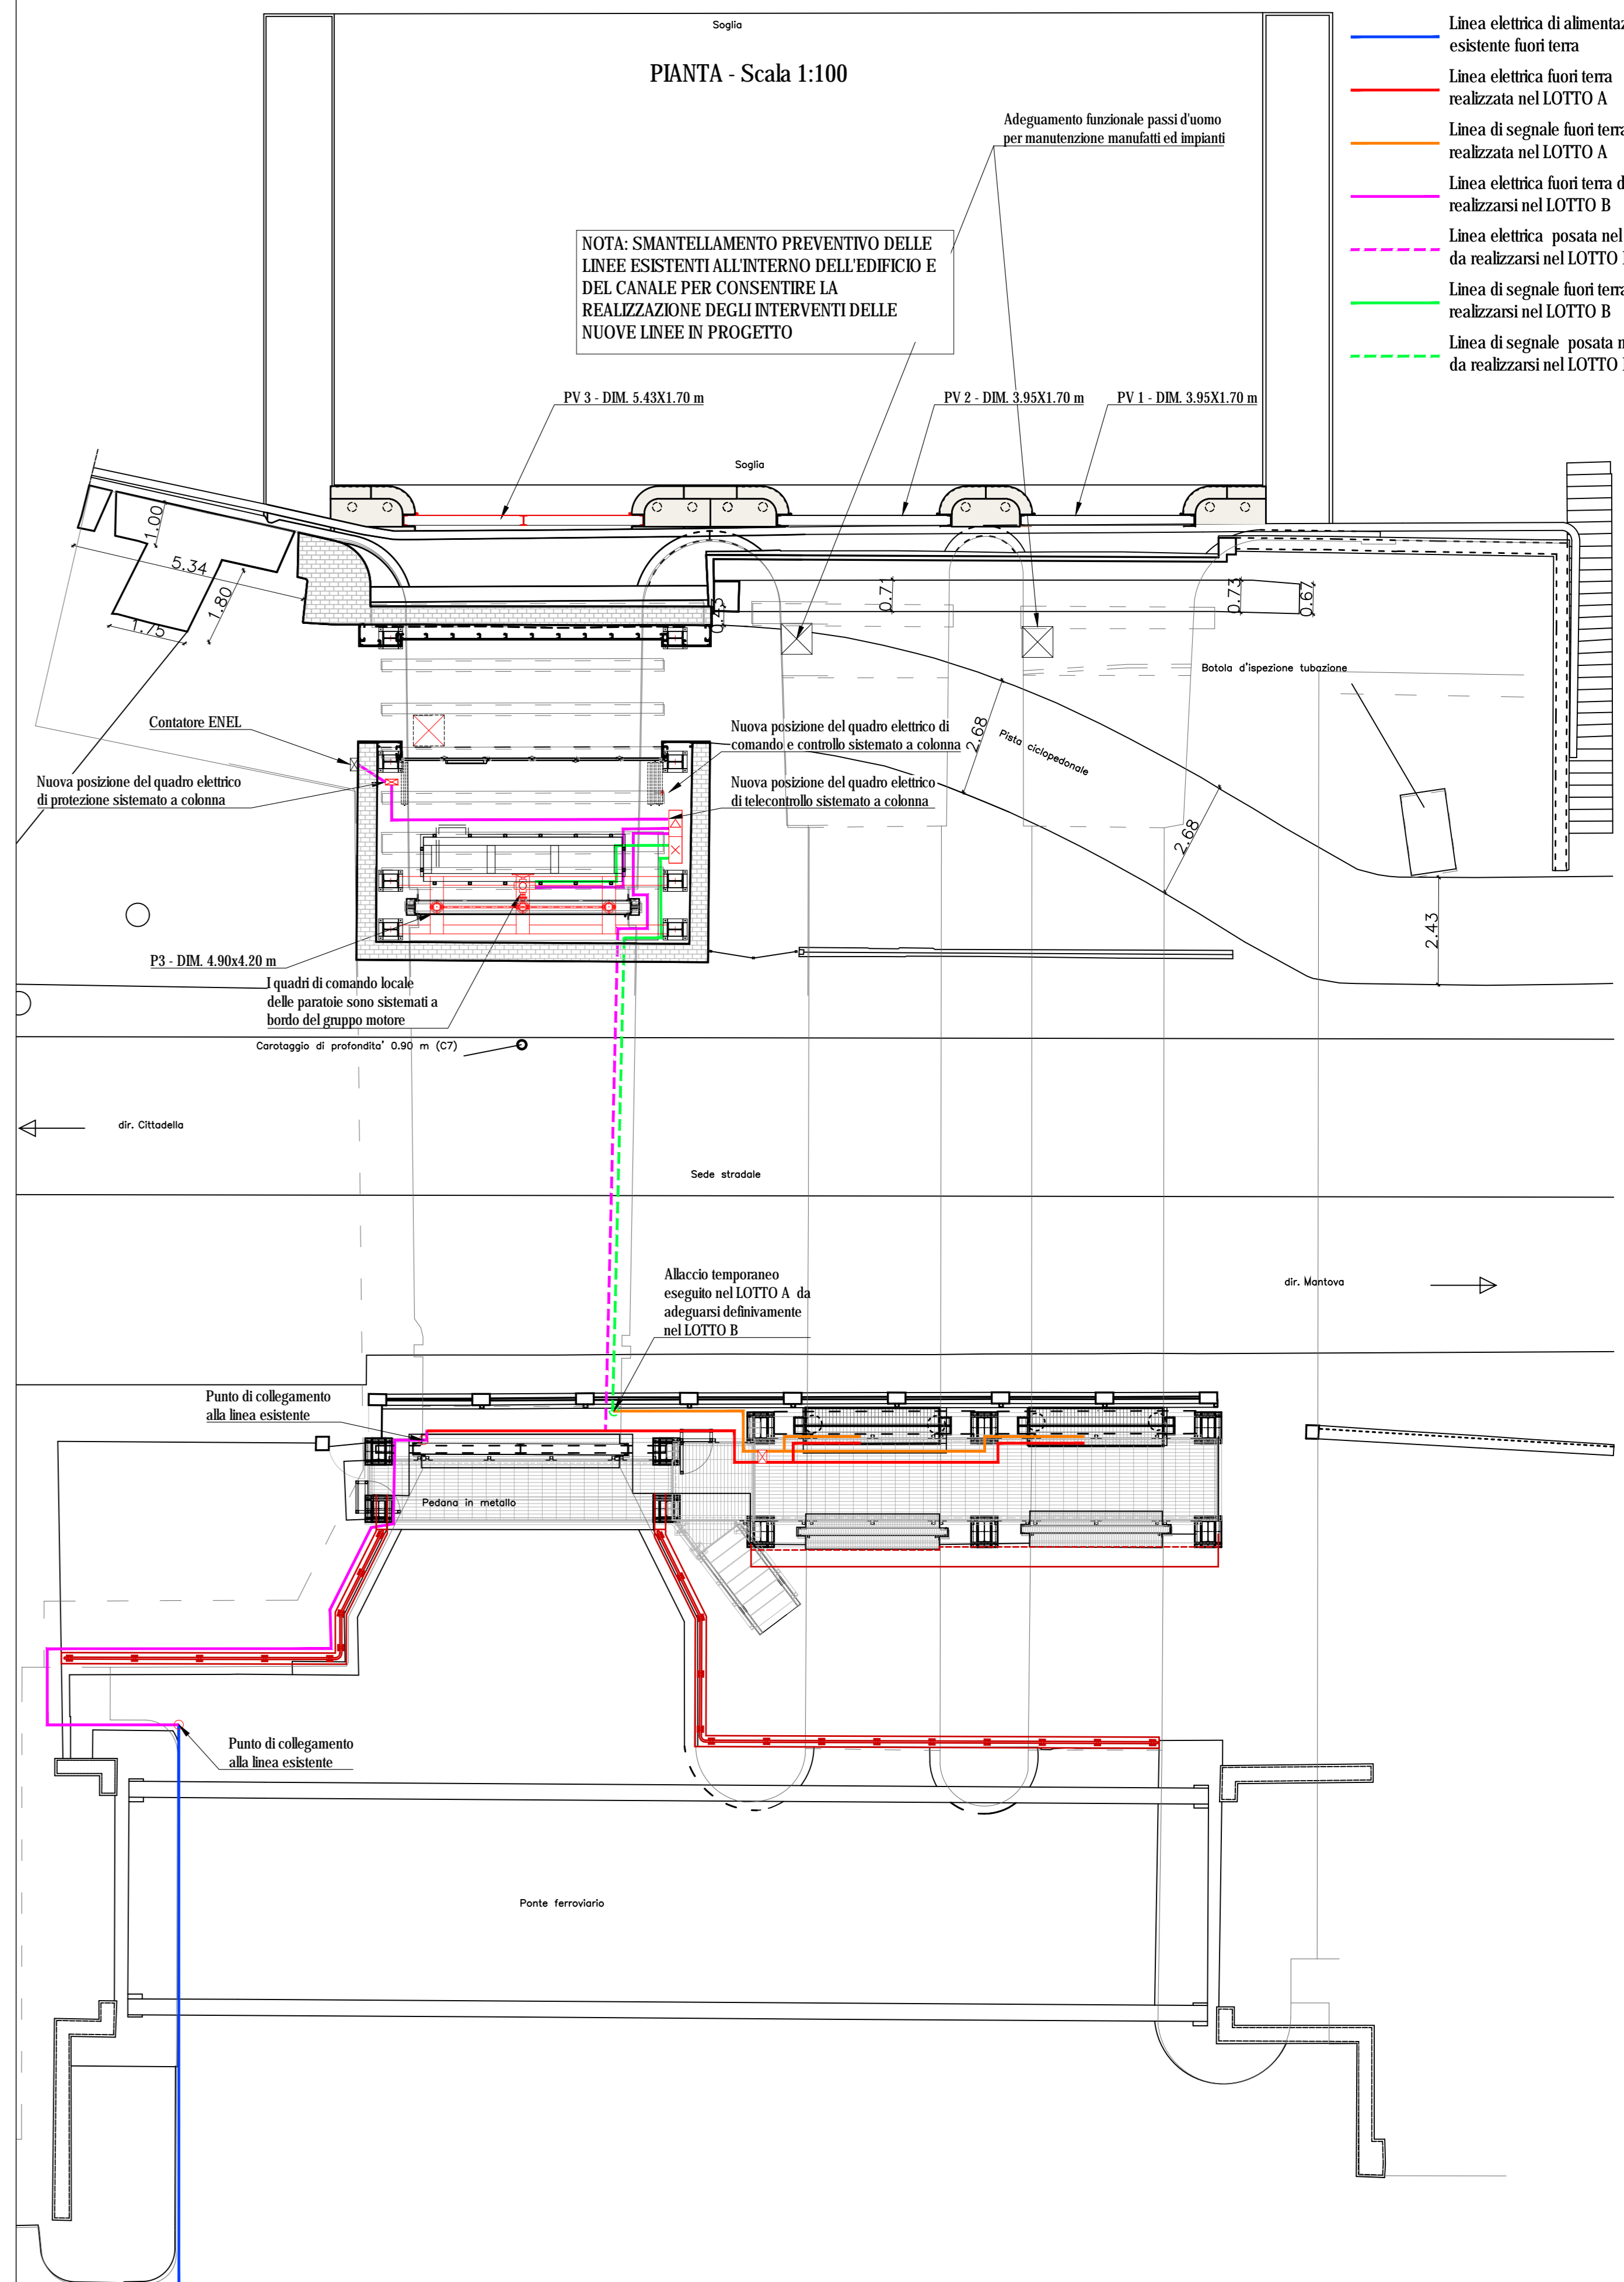 Soglia
PIANTA - Scala 1:100
Linea elettrica di
esistente fuori terra
Linea elettrica fuori terra
realizzata nel LOTTO A
Linea di segnale fuori
realizzata nel LOTTO A
Linea elettrica fuori terra
realizzarsi nel LOTTO B
Linea elettrica posata nel
da realizzarsi nel LOTTO
Linea di segnale fuori
realizzarsi nel LOTTO B
Linea di segnale posata
da realizzarsi nel LOTTO
Adeguamento funzionale passi d'uomo
per manutenzione manufatti ed impianti
NOTA: SMANTELLAMENTO PREVENTIVO DELLE
LINEE ESISTENTI ALL'INTERNO DELL'EDIFICIO E
DEL CANALE PER CONSENTIRE LA
REALIZZAZIONE DEGLI INTERVENTI DELLE
NUOVE LINEE IN PROGETTO
PV 3 - DIM. 5.43X1.70 m
PV 2 - DIM. 3.95X1.70 m
PV 1 - DIM. 3.95X1.70 m
Soglia
1.00
5.34
1.80
1.75
0.43
0.71
0.73
0.67
Botola d'ispezione tubazione
Contatore ENEL
Nuova posizione del quadro elettrico di
comando e controllo sistemato a colonna
2.68
Pista ciclopedonale
Nuova posizione del quadro elettrico
di protezione sistemato a colonna
Nuova posizione del quadro elettrico
di telecontrollo sistemato a colonna
2.68
2.43
P3 - DIM. 4.90x4.20 m
I quadri di comando locale
delle paratoie sono sistemati a
bordo del gruppo motore
Carotaggio di profondita' 0.90 m (C7)
dir. Cittadella
Sede stradale
Allaccio temporaneo
eseguito nel LOTTO A da
adeguarsi definivamente
nel LOTTO B
dir. Mantova
Punto di collegamento
alla linea esistente
Pedana in metallo
Punto di collegamento
alla linea esistente
Ponte ferroviario